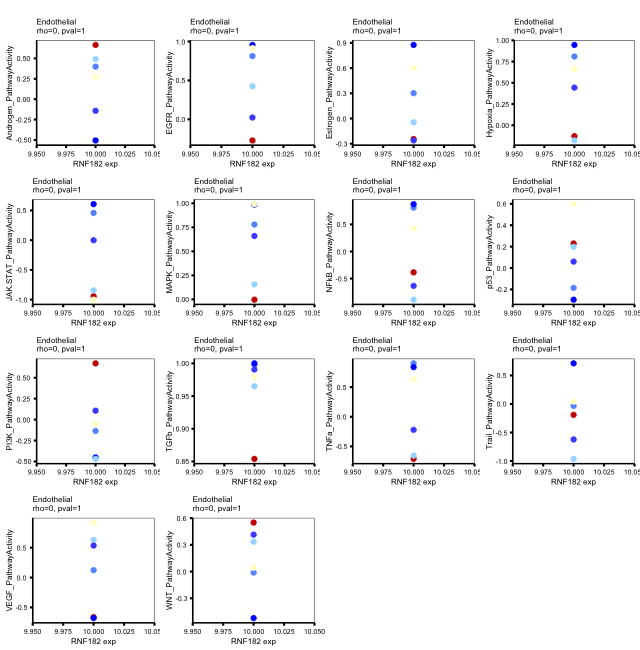 Endothelial
rho=0, pval=1
Androgen_PathwayActivity
0.50
0.00
-0.50
9.950 9.975 10.000 10.025 10.05
RNF182 exp
Endothelial
rho=0, pval=1
EGFR_PathwayActivity
1.0
0.5
0.0
9.950 9.975 10.000 10.025 10.05
RNF182 exp
Endothelial
rho=0, pval=1
Estrogen_PathwayActivity
0.9
0.6
0.3
0.0
-0.3
9.950 9.975 10.000 10.025 10.05
RNF182 exp
Endothelial
rho=0, pval=1
Hypoxia_PathwayActivity
1.00
0.75
0.50
0.25
0.00
9.950 9.975 10.000 10.025 10.05
RNF182 exp
Endothelial
rho=0, pval=1
JAK-STAT_PathwayActivity
0.5
0.0
-0.5
-1.0
9.950 9.975 10.000 10.025 10.05
RNF182 exp
Endothelial
rho=0, pval=1
MAPK_PathwayActivity
1.00
0.75
0.50
0.25
0.00
9.950 9.975 10.000 10.025 10.05
RNF182 exp
Endothelial
rho=0, pval=1
NFkB_PathwayActivity
0.5
0.0
-0.5
9.950 9.975 10.000 10.025 10.05
RNF182 exp
Endothelial
rho=0, pval=1
p53_PathwayActivity
0.6
0.4
0.2
0.0
-0.2
9.950 9.975 10.000 10.025 10.05
RNF182 exp
Endothelial
rho=0, pval=1
PI3K_PathwayActivity
0.50
0.25
0.00
-0.25
-0.50
9.950 9.975 10.000 10.025 10.05
RNF182 exp
Endothelial
rho=0, pval=1
TGFb_PathwayActivity
1.00
0.95
0.90
0.85
9.950 9.975 10.000 10.025 10.05
RNF182 exp
Endothelial
rho=0, pval=1
TNFa_PathwayActivity
0.5
0.0
-0.5
9.950 9.975 10.000 10.025 10.05
RNF182 exp
Endothelial
rho=0, pval=1
Trail_PathwayActivity
0.5
0.0
-0.5
-1.0
9.950 9.975 10.000 10.025 10.05
RNF182 exp
Endothelial
rho=0, pval=1
VEGF_PathwayActivity
0.5
0.0
-0.5
9.950 9.975 10.000 10.025 10.05
RNF182 exp
Endothelial
rho=0, pval=1
WNT_PathwayActivity
0.6
0.3
0.0
-0.3
9.950 9.975 10.000 10.025 10.050
RNF182 exp